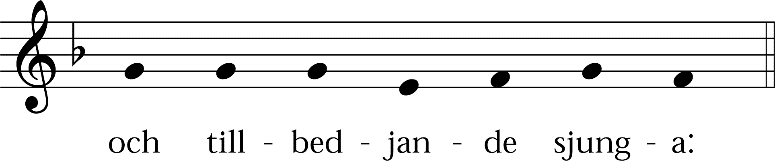 och till - bed - jan - de sjung - a: